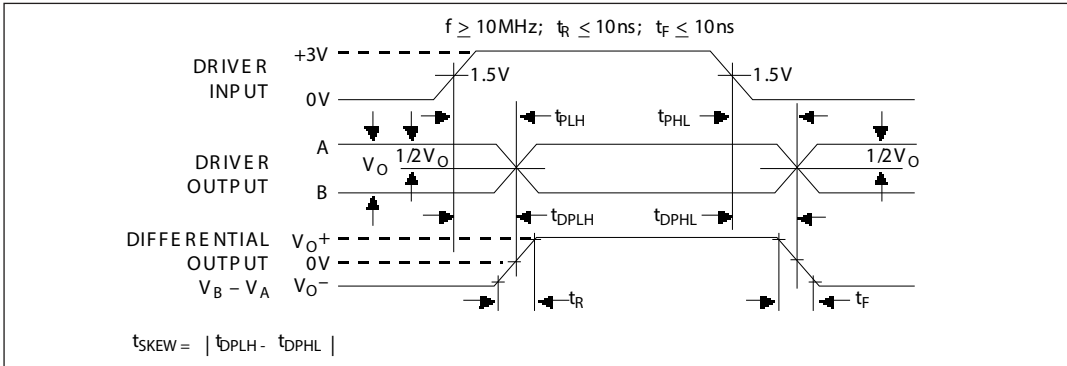 f ≥ 10MHz; tR ≤ 10ns; tF ≤ 10ns
+3V
DRIVER
INPUT
1.5V
1.5V
0V
tPLH
tPHL
A
DRIVER
OUTPUT
VO
1/2VO
1/2VO
B
tDPLH
tDPHL
DIFFERENTIAL
OUTPUT
VB – VA
VO+
0V
VO–
tR
tF
tSKEW = | tDPLH - tDPHL |